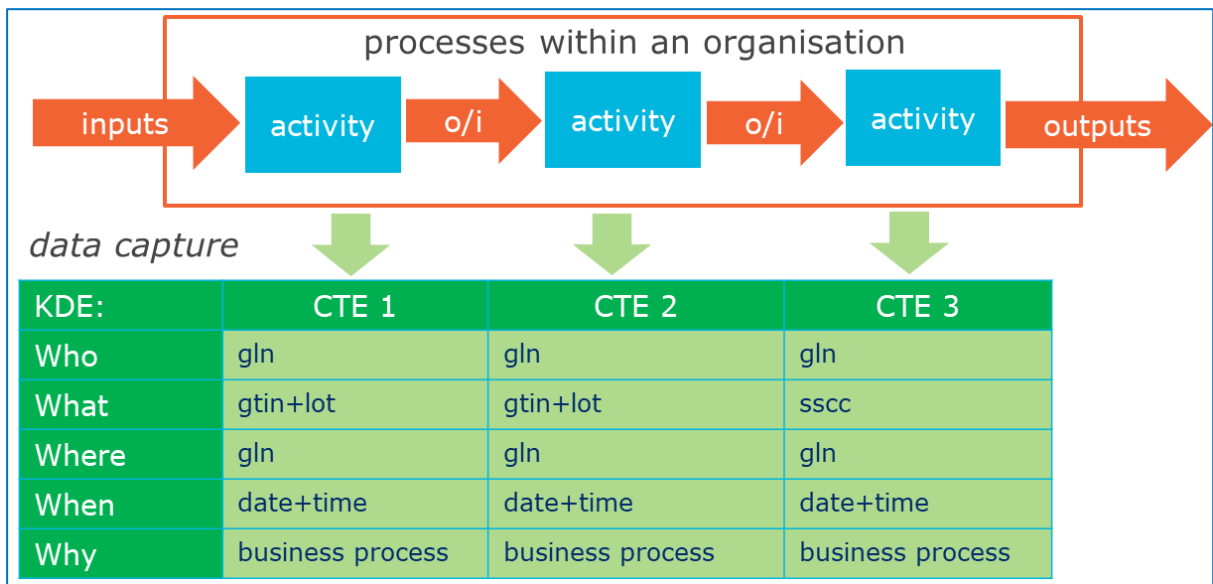 processes within an organisation
inputs activity o/i activity o/i activity outputs
data capture
KDE: CTE 1 CTE 2 CTE 3
Who gln gln gln
What gtin+lot gtin+lot sscc
Where gln gln gln
When date+time date+time date+time
Why business process business process business process